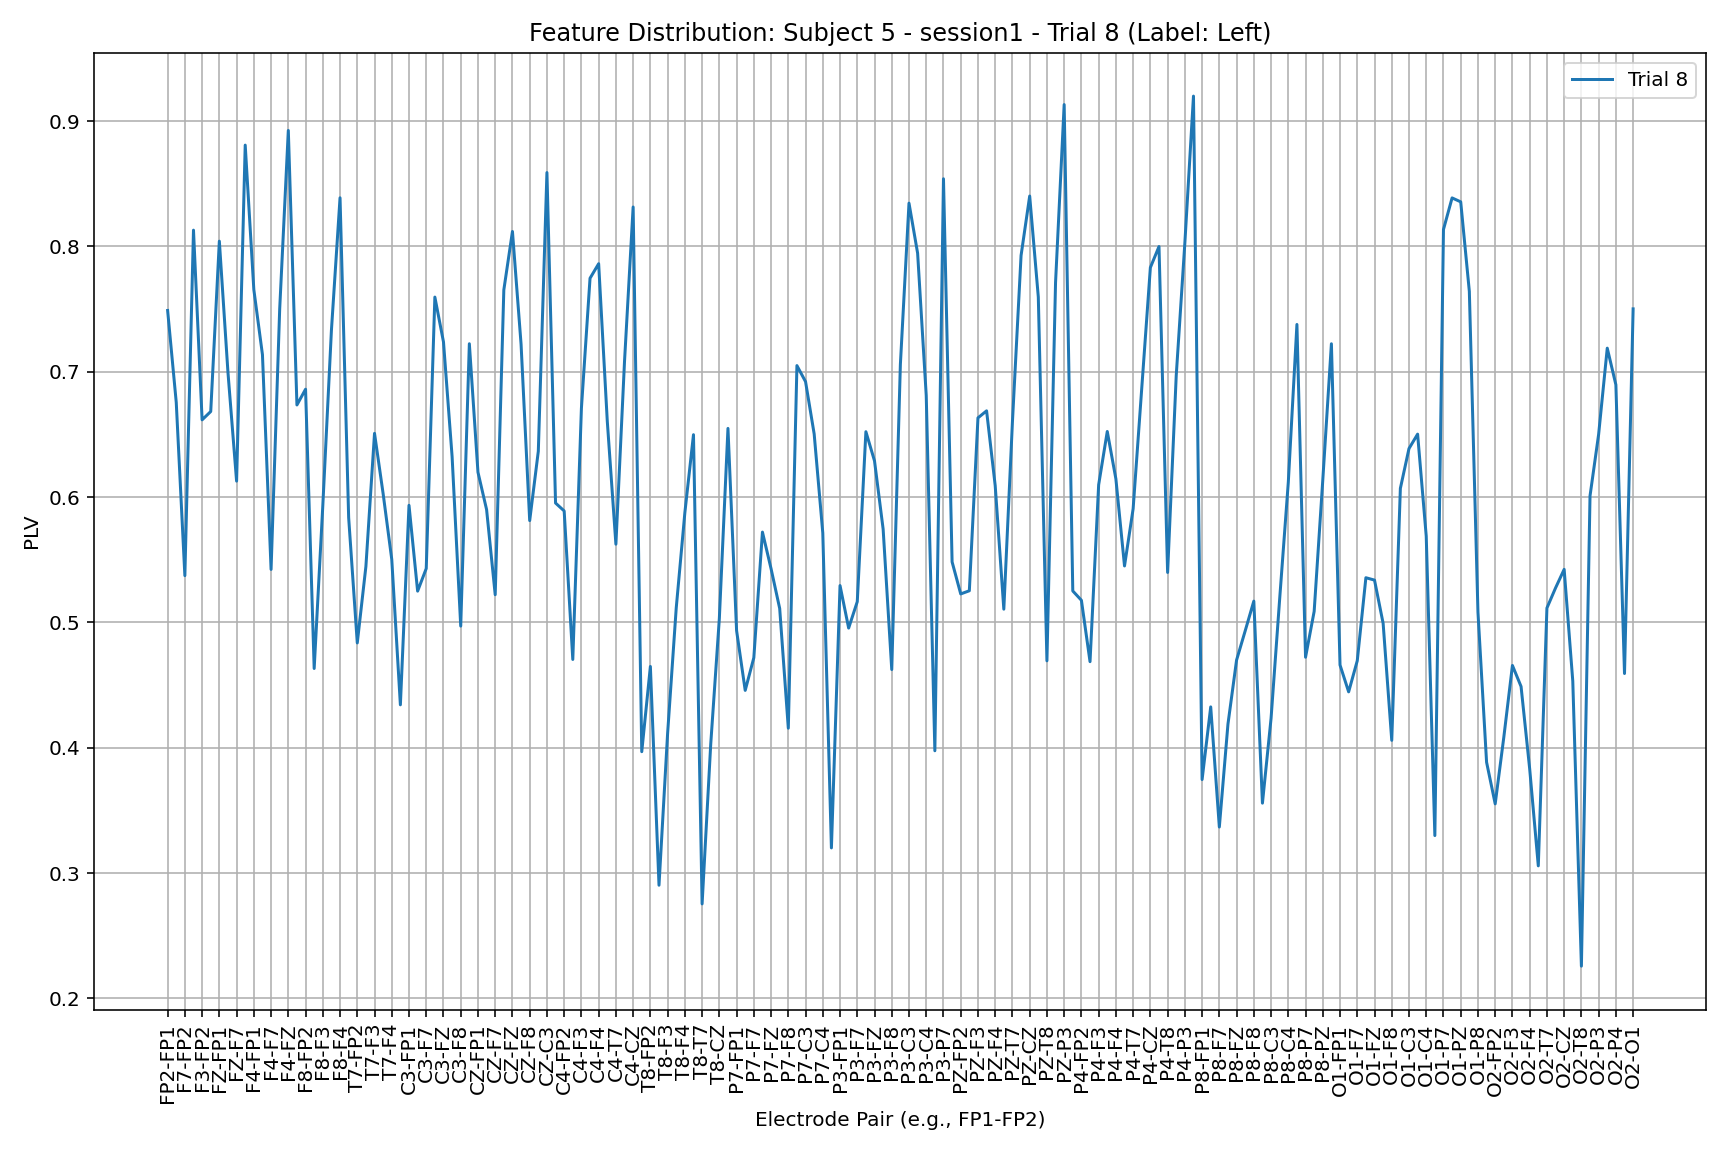 Feature Distribution: Subject 5 - session1 - Trial 8 (Label: Left)
Trial 8
PLV
0.9
0.8
0.7
0.6
0.5
0.4
0.3
0.2
FP2-FP1
F7-FP2
F3-FP2
FZ-FP1
FZ-F7
F4-FP1
F4-F7
F4-FZ
F8-FP2
F8-F3
F8-F4
T7-FP2
T7-F3
T7-F4
C3-FP1
C3-F7
C3-FZ
C3-F8
CZ-FP1
CZ-F7
CZ-FZ
CZ-F8
CZ-C3
C4-FP2
C4-F3
C4-F4
C4-T7
C4-CZ
T8-FP2
T8-F3
T8-F4
T8-T7
T8-CZ
P7-FP1
P7-F7
P7-FZ
P7-F8
P7-C3
P7-C4
P3-FP1
P3-F7
P3-FZ
P3-F8
P3-C3
P3-C4
P3-P7
PZ-FP2
PZ-F3
PZ-F4
PZ-T7
PZ-CZ
PZ-T8
PZ-P3
P4-FP2
P4-F3
P4-F4
P4-T7
P4-CZ
P4-T8
P4-P3
P8-FP1
P8-F7
P8-FZ
P8-F8
P8-C3
P8-C4
P8-P7
P8-PZ
O1-FP1
O1-F7
O1-FZ
O1-F8
O1-C3
O1-C4
O1-P7
O1-PZ
O1-P8
O2-FP2
O2-F3
O2-F4
O2-T7
O2-CZ
O2-T8
O2-P3
O2-P4
O2-O1
Electrode Pair (e.g., FP1-FP2)